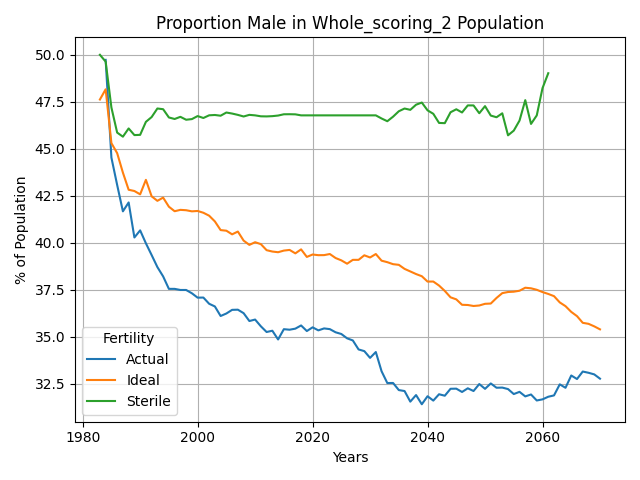 Proportion Male in Whole_scoring_2 Population
% of Population
50.0
47.5
45.0
42.5
40.0
37.5
35.0
32.5
Fertility
Actual
Ideal
Sterile
1980 2000 2020 2040 2060
Years